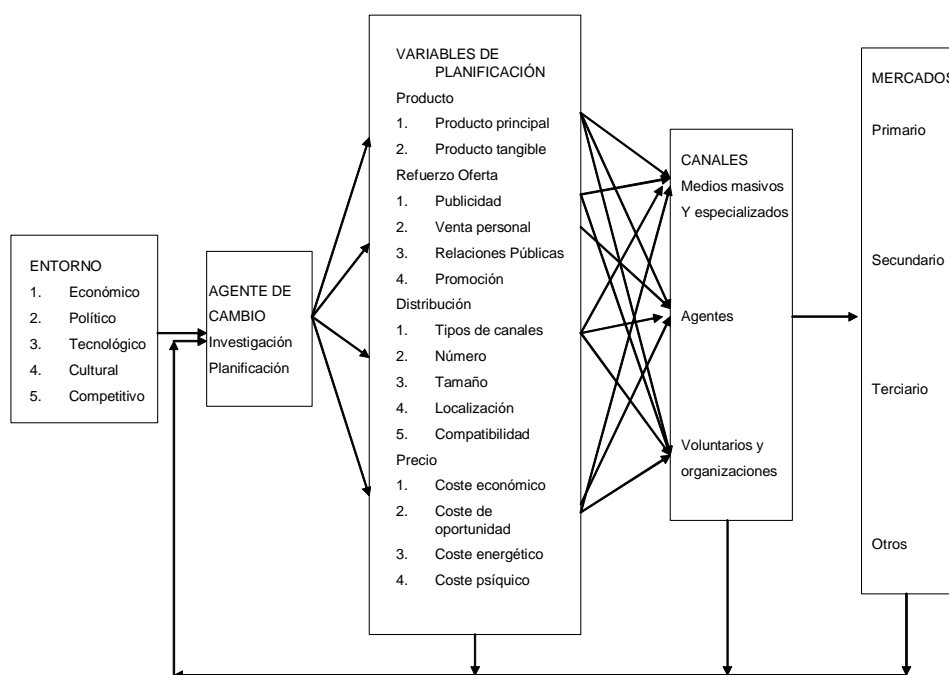 ENTORNO
1. Económico
2. Político
3. Tecnológico
4. Cultural
5. Competitivo
AGENTE DE
CAMBIO
Investigación
Planificación
VARIABLES DE
PLANIFICACIÓN
Producto
1. Producto principal
2. Producto tangible
Refuerzo Oferta
1. Publicidad
2. Venta personal
3. Relaciones Públicas
4. Promoción
Distribución
1. Tipos de canales
2. Número
3. Tamaño
4. Localización
5. Compatibilidad
Precio
1. Coste económico
2. Coste de
oportunidad
3. Coste energético
4. Coste psíquico
CANALES
Medios masivos
Y especializados
Agentes
Voluntarios y
organizaciones
MERCADOS
Primario
Secundario
Terciario
Otros